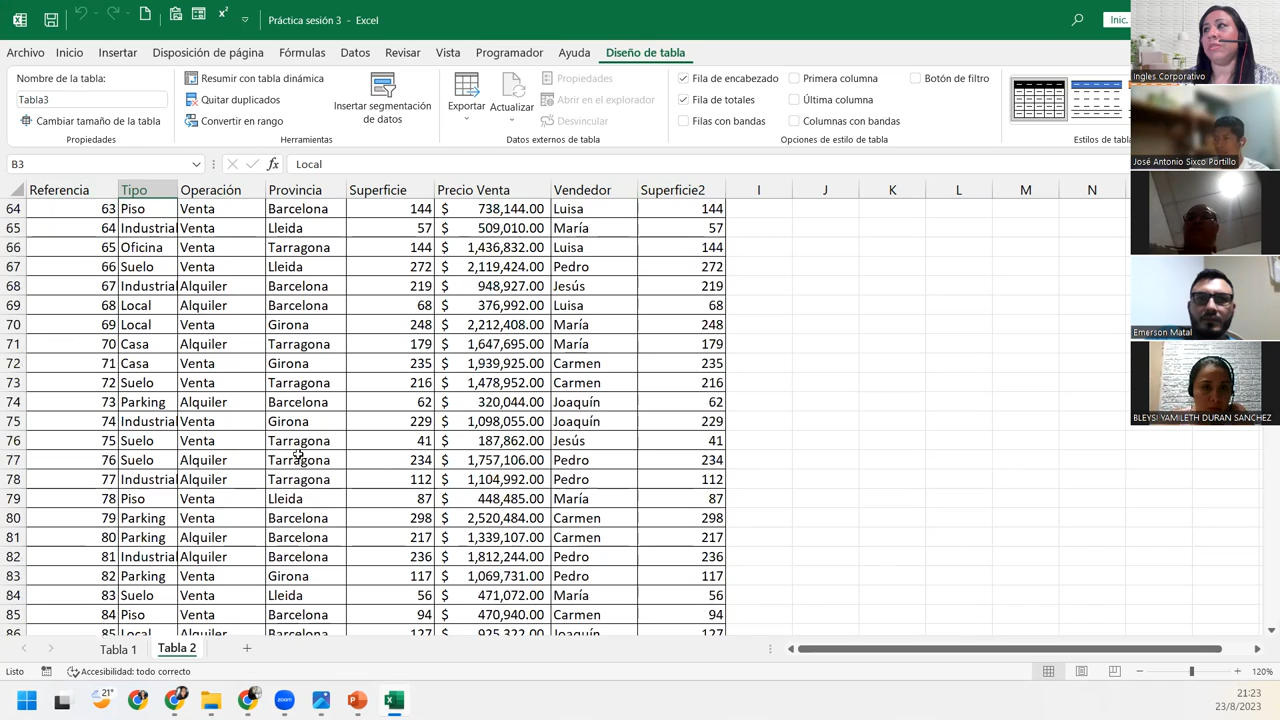 Práctica sesión 3 - Excel
Inic.
Archivo Inicio Insertar Disposición de página Fórmulas Datos Revisar Vista Programador Ayuda Diseño de tabla
Nombre de la tabla:
Tabla3
Cambiar tamaño de la tabla
Propiedades
Resumir con tabla dinámica
Quitar duplicados
Convertir en rango
Insertar segmentación de datos
Herramientas
Exportar
Actualizar
Propiedades
Abrir en el explorador
Desvincular
Datos externos de tabla
Fila de encabezado Primera columna Botón de filtro
Fila de totales Última columna
Filas con bandas Columnas con bandas
Opciones de estilo de tabla
Estilos de tab
Ingles Corporativo
José Antonio Sixco Portillo
Emerson Matal
BLEYSI YAMILETH DURAN SANCHEZ
B3 fx Local
Referencia Tipo Operación Provincia Superficie Precio Venta Vendedor Superficie2 I J K L M N
64 63 Piso Venta Barcelona 144 $ 738,144.00 Luisa 144
65 64 Industrial Venta Lleida 57 $ 509,010.00 María 57
66 65 Oficina Venta Tarragona 144 $ 1,436,832.00 Luisa 144
67 66 Suelo Venta Lleida 272 $ 2,119,424.00 Pedro 272
68 67 Industrial Alquiler Barcelona 219 $ 948,927.00 Jesús 219
69 68 Local Alquiler Barcelona 68 $ 376,992.00 Luisa 68
70 69 Local Venta Girona 248 $ 2,212,408.00 María 248
71 70 Casa Alquiler Tarragona 179 $ 947,695.00 María 179
72 71 Casa Venta Girona 235 $ 1,939,925.00 Carmen 235
73 72 Suelo Venta Tarragona 216 $ 1,478,952.00 Carmen 216
74 73 Parking Alquiler Barcelona 62 $ 320,044.00 Joaquín 62
75 74 Industrial Venta Girona 229 $ 1,098,055.00 Joaquín 229
76 75 Suelo Venta Tarragona 41 $ 187,862.00 Jesús 41
77 76 Suelo Alquiler Tarragona 234 $ 1,757,106.00 Pedro 234
78 77 Industrial Alquiler Tarragona 112 $ 1,104,992.00 Pedro 112
79 78 Piso Venta Lleida 87 $ 448,485.00 María 87
80 79 Parking Venta Barcelona 298 $ 2,520,484.00 Carmen 298
81 80 Parking Alquiler Barcelona 217 $ 1,339,107.00 Carmen 217
82 81 Industrial Alquiler Barcelona 236 $ 1,812,244.00 Pedro 236
83 82 Parking Venta Girona 117 $ 1,069,731.00 Pedro 117
84 83 Suelo Venta Lleida 56 $ 471,072.00 María 56
85 84 Piso Venta Barcelona 94 $ 470,940.00 Carmen 94
86 85 Local Alquiler Barcelona 127 $ 925,322.00 Joaquín 127
Tabla 1 Tabla 2
Listo Accesibilidad: todo correcto 120%
21°
zoom
21:23
23/8/2023